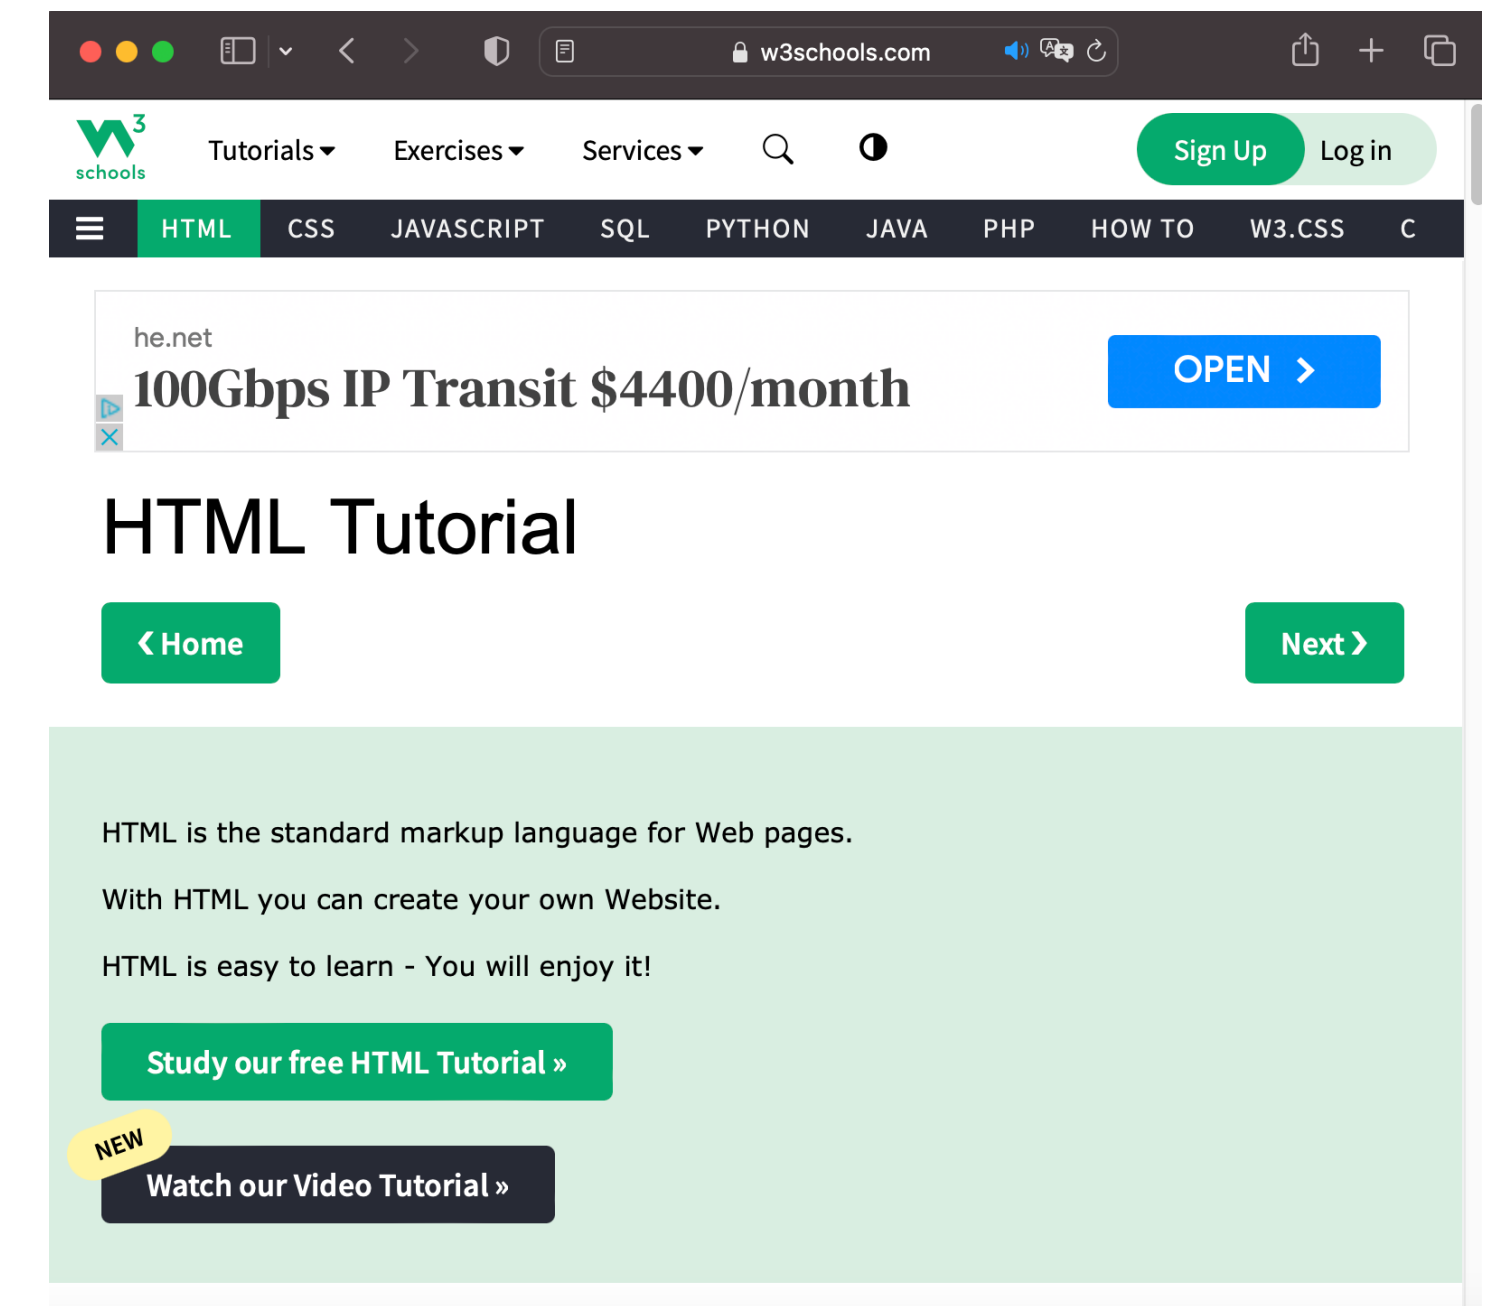 w3schools.com
3
schools
Tutorials
Exercises
Services
Sign Up
Log in
HTML
CSS
JAVASCRIPT
SQL
PYTHON
JAVA
PHP
HOW TO
W3.CSS
C
he.net
100Gbps IP Transit $4400/month
OPEN
HTML Tutorial
❮ Home
Next ❯
HTML is the standard markup language for Web pages.
With HTML you can create your own Website.
HTML is easy to learn - You will enjoy it!
Study our free HTML Tutorial »
NEW
Watch our Video Tutorial »